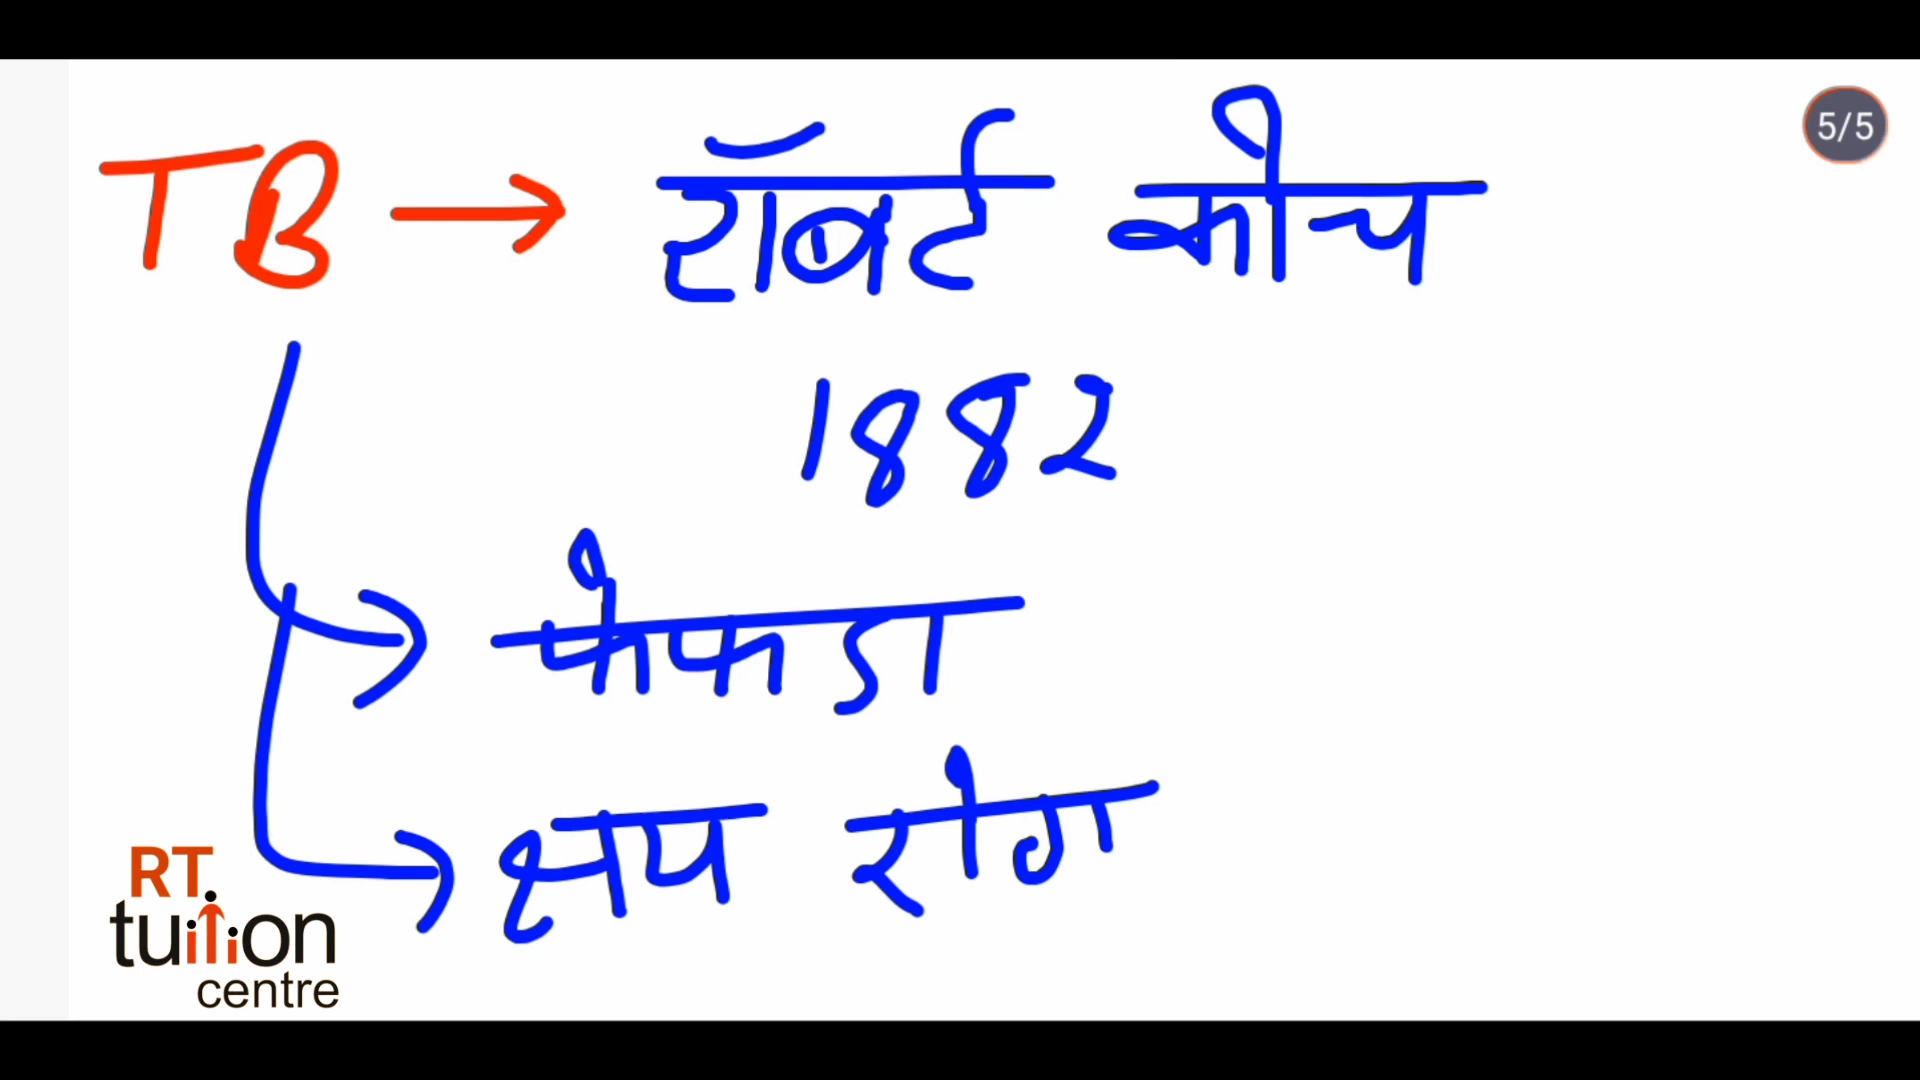 TB → रॉबर्ट कोच
5/5
1882
फेफडा
क्षय रोग
RT
tuition
centre